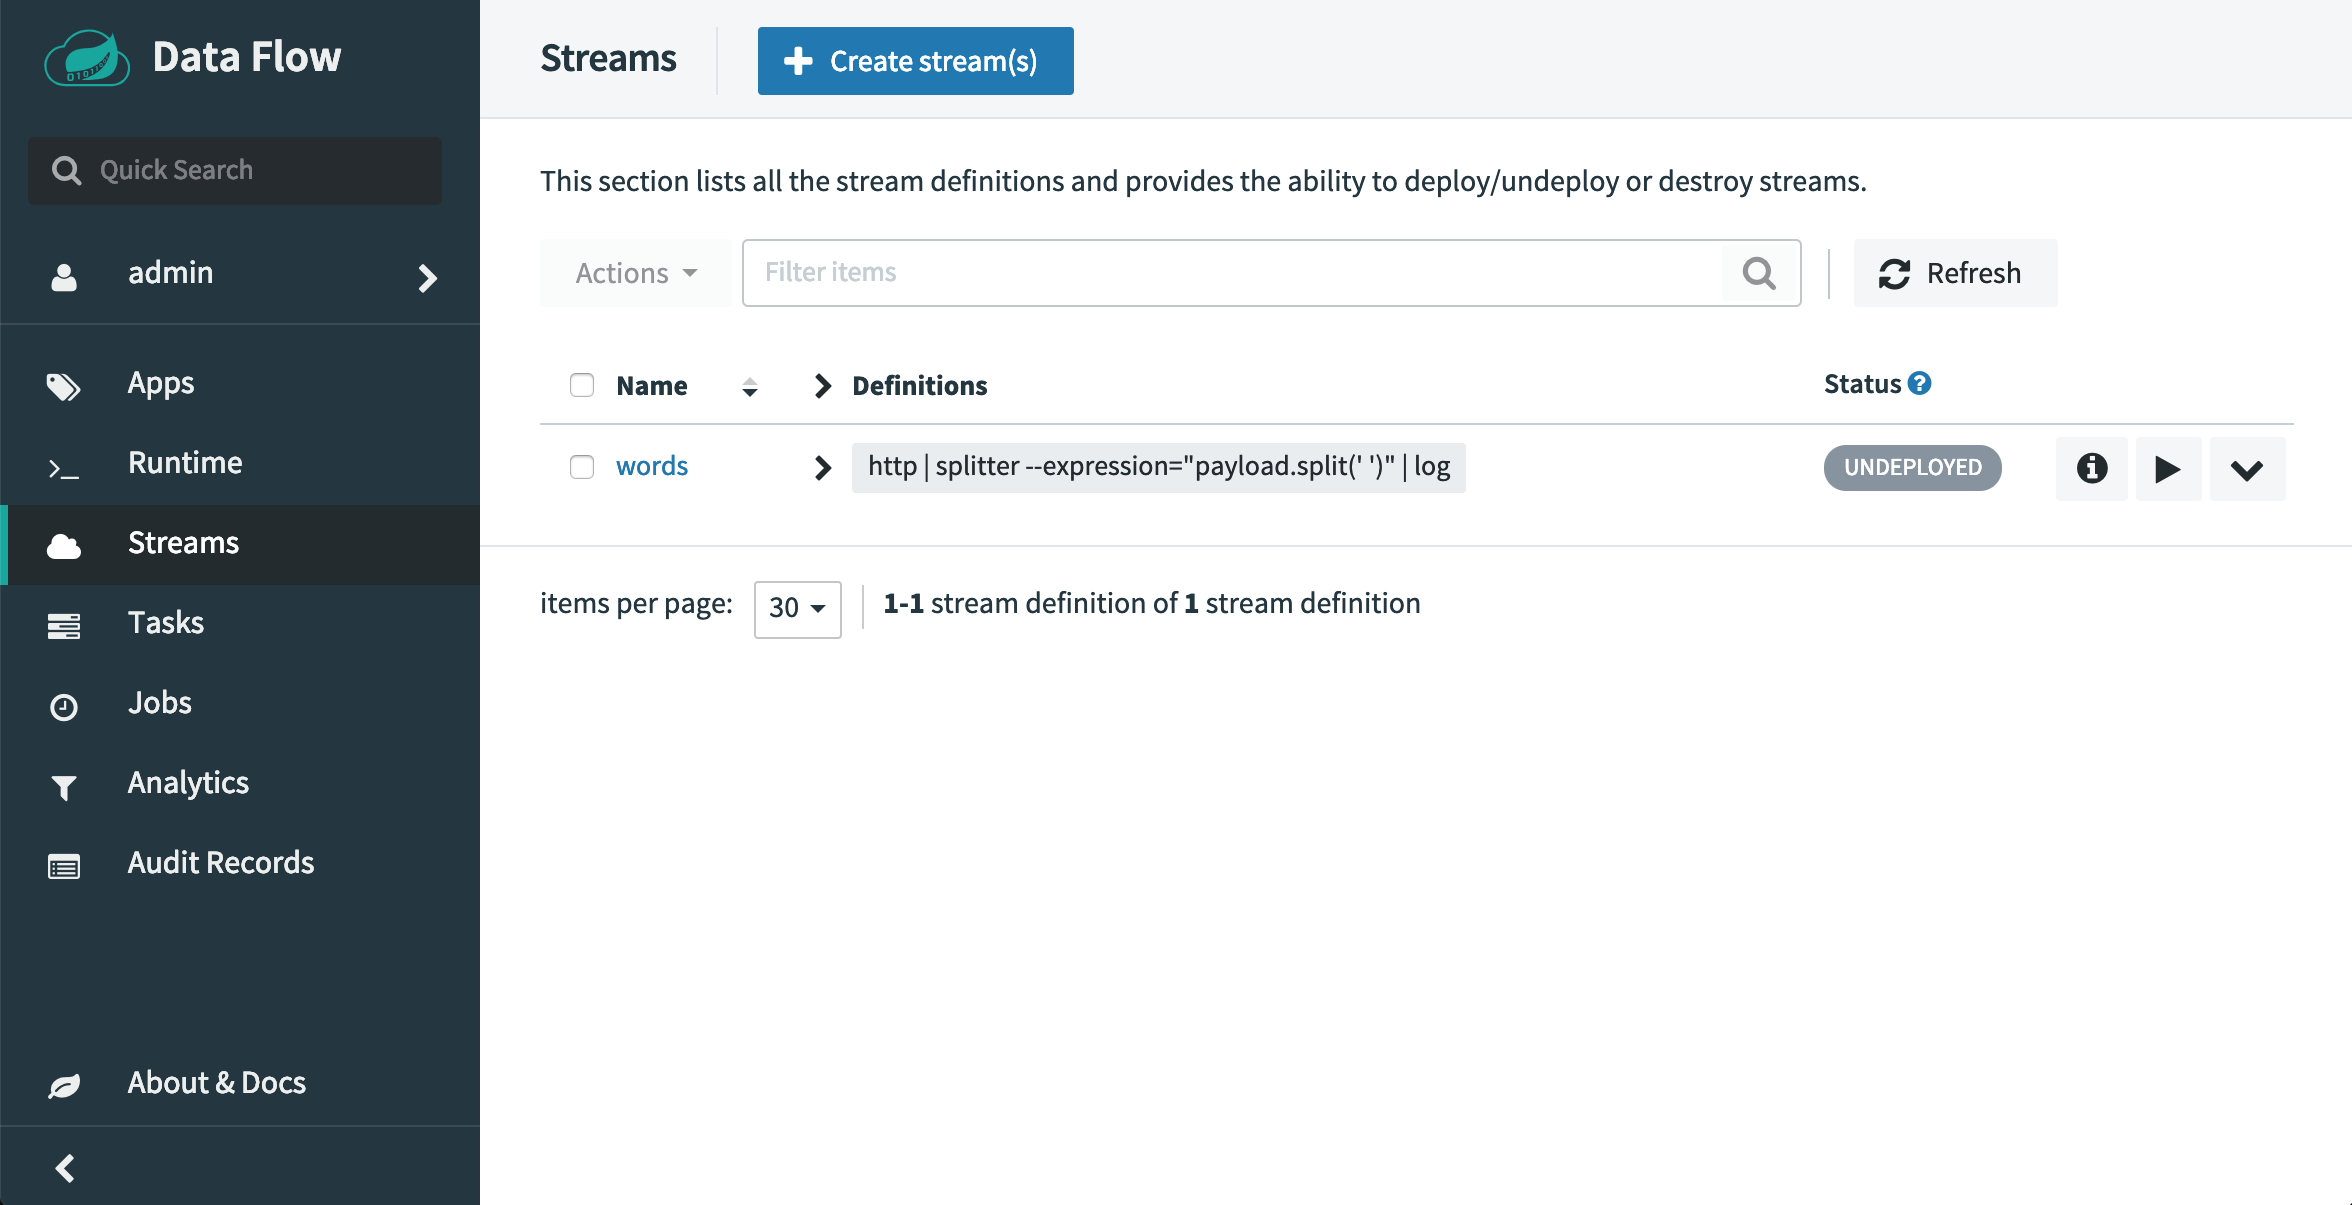 Data Flow
Quick Search
admin
Apps
Runtime
Streams
Tasks
Jobs
Analytics
Audit Records
About & Docs
Streams
Create stream(s)
This section lists all the stream definitions and provides the ability to deploy/undeploy or destroy streams.
Actions
Filter items
Refresh
Name
Definitions
Status
words
http | splitter --expression="payload.split(' ')" | log
UNDEPLOYED
items per page:
30
1-1 stream definition of 1 stream definition